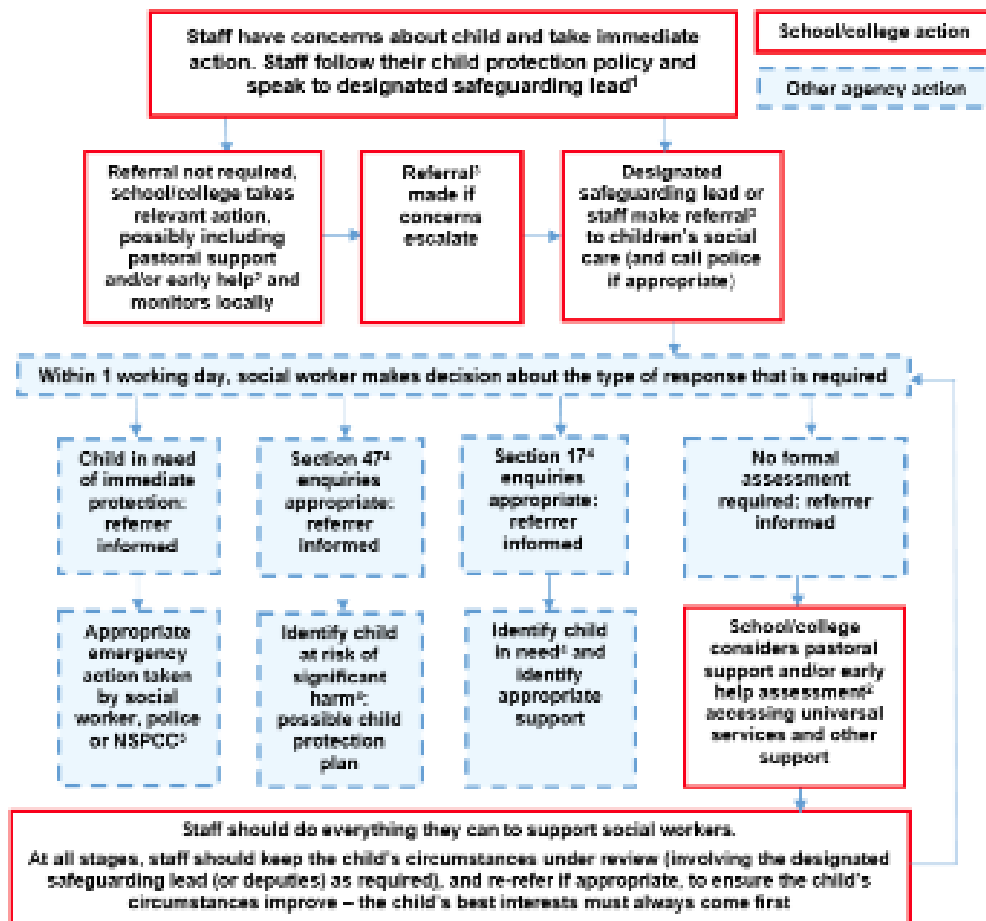 Staff have concerns about child and take immediate
action. Staff follow their child protection policy and
speak to designated safeguarding lead¹
School/college action
Other agency action
Referral not required,
school/college takes
relevant action,
possibly including
pastoral support
and/or early help² and
monitors locally
Referral³
made if
concerns
escalate
Designated
safeguarding lead or
staff make referral³
to children's social
care (and call police
if appropriate)
Within 1 working day, social worker makes decision about the type of response that is required
Child in need
of immediate
protection:
referrer
informed
Section 47⁴
enquiries
appropriate:
referrer
informed
Section 17⁴
enquiries
appropriate:
referrer
informed
No formal
assessment
required: referrer
informed
Appropriate
emergency
action taken
by social
worker, police
or NSPCC⁵
Identify child
at risk of
significant
harm⁴:
possible child
protection
plan
Identify child
in need⁴ and
identify
appropriate
support
School/college
considers pastoral
support and/or early
help assessment²
accessing universal
services and other
support
Staff should do everything they can to support social workers.
At all stages, staff should keep the child's circumstances under review (involving the designated
safeguarding lead (or deputies) as required), and re-refer if appropriate, to ensure the child's
circumstances improve – the child's best interests must always come first